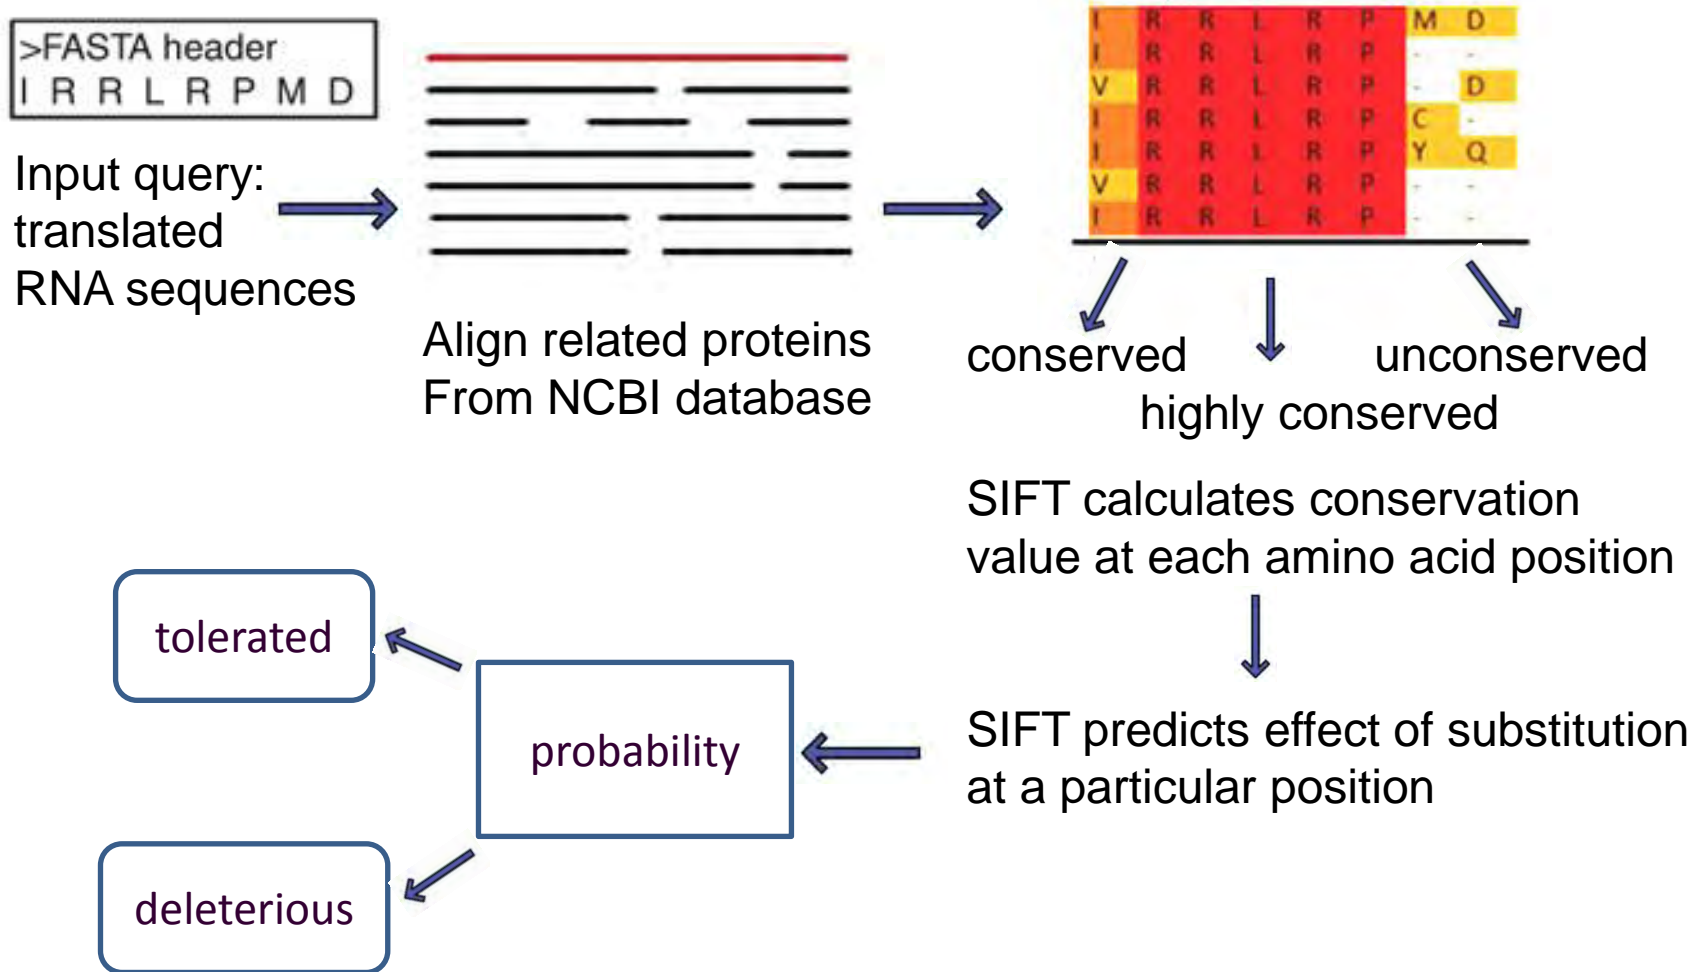 >FASTA header
I R R L R P M D
Input query:
translated
RNA sequences
Align related proteins
From NCBI database
I R R L R P M D
I R R L R P - -
V R R L R P - D
I R R L R P C -
I R R L R P Y Q
V R R L R P - -
I R R L R P - -
conserved
unconserved
highly conserved
SIFT calculates conservation
value at each amino acid position
SIFT predicts effect of substitution
at a particular position
probability
tolerated
deleterious